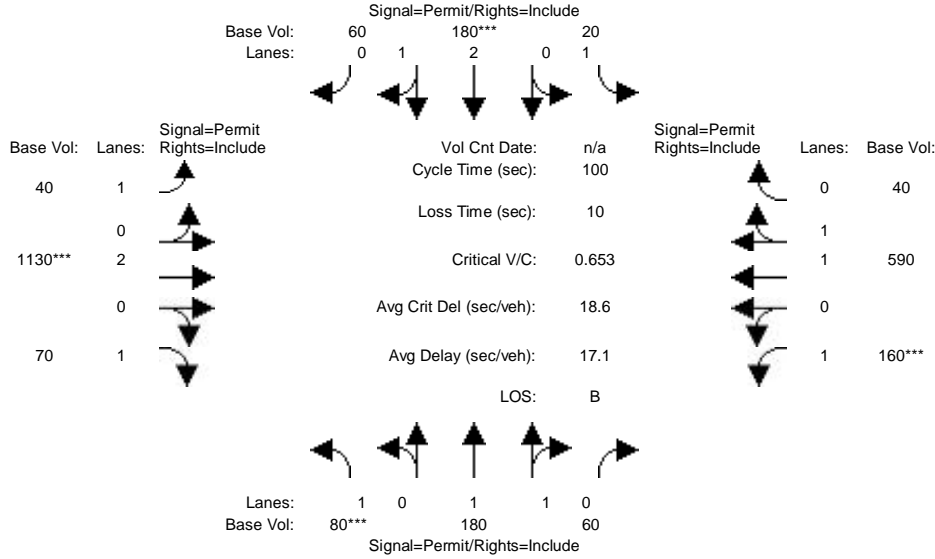 Signal=Permit/Rights=Include
Base Vol: 60 180*** 20
Lanes: 0 1 2 0 1
Signal=Permit
Rights=Include
Base Vol: Lanes:
Vol Cnt Date: n/a
Signal=Permit
Rights=Include
Lanes: Base Vol:
Cycle Time (sec): 100
40 1
0 40
Loss Time (sec): 10
0
1
1130*** 2
Critical V/C: 0.653
1 590
0
Avg Crit Del (sec/veh): 18.6
0
70 1
Avg Delay (sec/veh): 17.1
1 160***
LOS: B
Lanes: 1 0 1 1 0
Base Vol: 80*** 180 60
Signal=Permit/Rights=Include